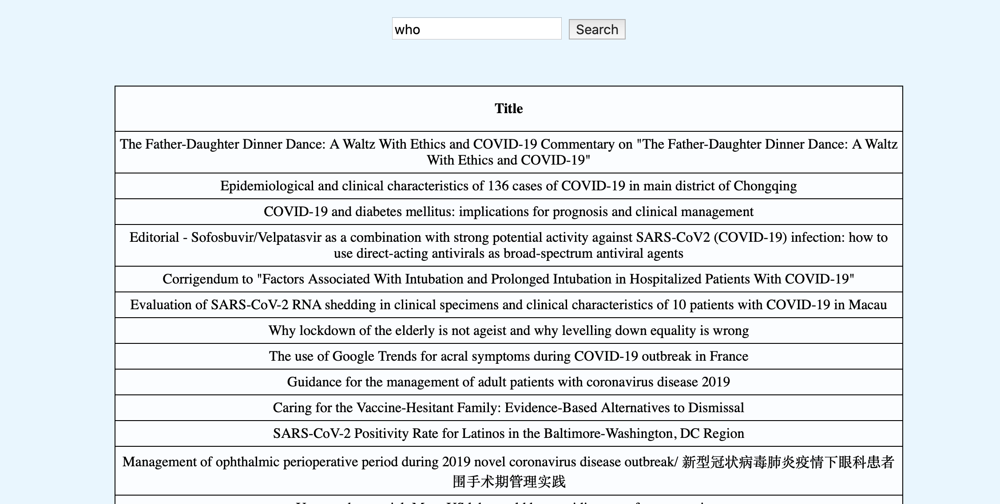 who
Search
Title
The Father-Daughter Dinner Dance: A Waltz With Ethics and COVID-19 Commentary on "The Father-Daughter Dinner Dance: A Waltz
With Ethics and COVID-19"
Epidemiological and clinical characteristics of 136 cases of COVID-19 in main district of Chongqing
COVID-19 and diabetes mellitus: implications for prognosis and clinical management
Editorial - Sofosbuvir/Velpatasvir as a combination with strong potential activity against SARS-CoV2 (COVID-19) infection: how to
use direct-acting antivirals as broad-spectrum antiviral agents
Corrigendum to "Factors Associated With Intubation and Prolonged Intubation in Hospitalized Patients With COVID-19"
Evaluation of SARS-CoV-2 RNA shedding in clinical specimens and clinical characteristics of 10 patients with COVID-19 in Macau
Why lockdown of the elderly is not ageist and why levelling down equality is wrong
The use of Google Trends for acral symptoms during COVID-19 outbreak in France
Guidance for the management of adult patients with coronavirus disease 2019
Caring for the Vaccine-Hesitant Family: Evidence-Based Alternatives to Dismissal
SARS-CoV-2 Positivity Rate for Latinos in the Baltimore-Washington, DC Region
Management of ophthalmic perioperative period during 2019 novel coronavirus disease outbreak/ 新型冠状病毒肺炎疫情下眼科患者
围手术期管理实践